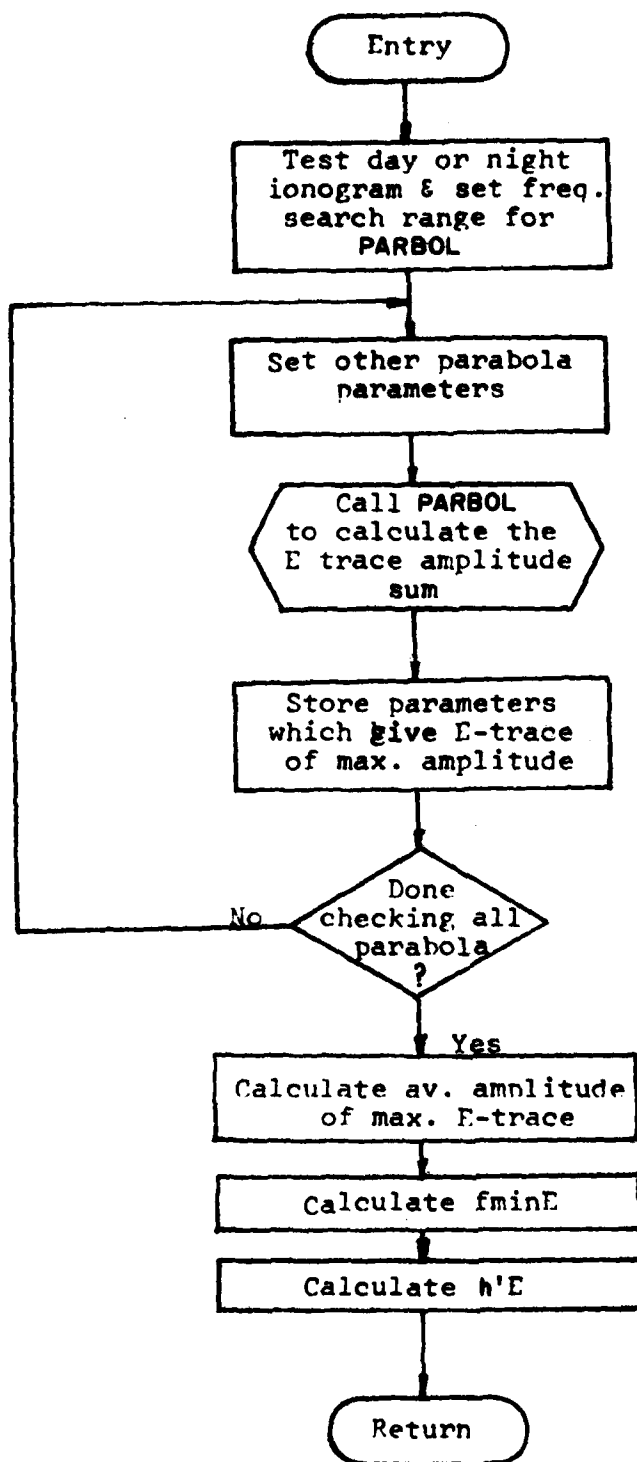 Entry
Test day or night
ionogram & set freq.
search range for
PARBOL
Set other parabola
parameters
Call PARBOL
to calculate the
E trace amplitude
sum
Store parameters
which give E-trace
of max. amplitude
Done
checking all
parabola
?
No
Yes
Calculate av. amplitude
of max. E-trace
Calculate fminE
Calculate h'E
Return